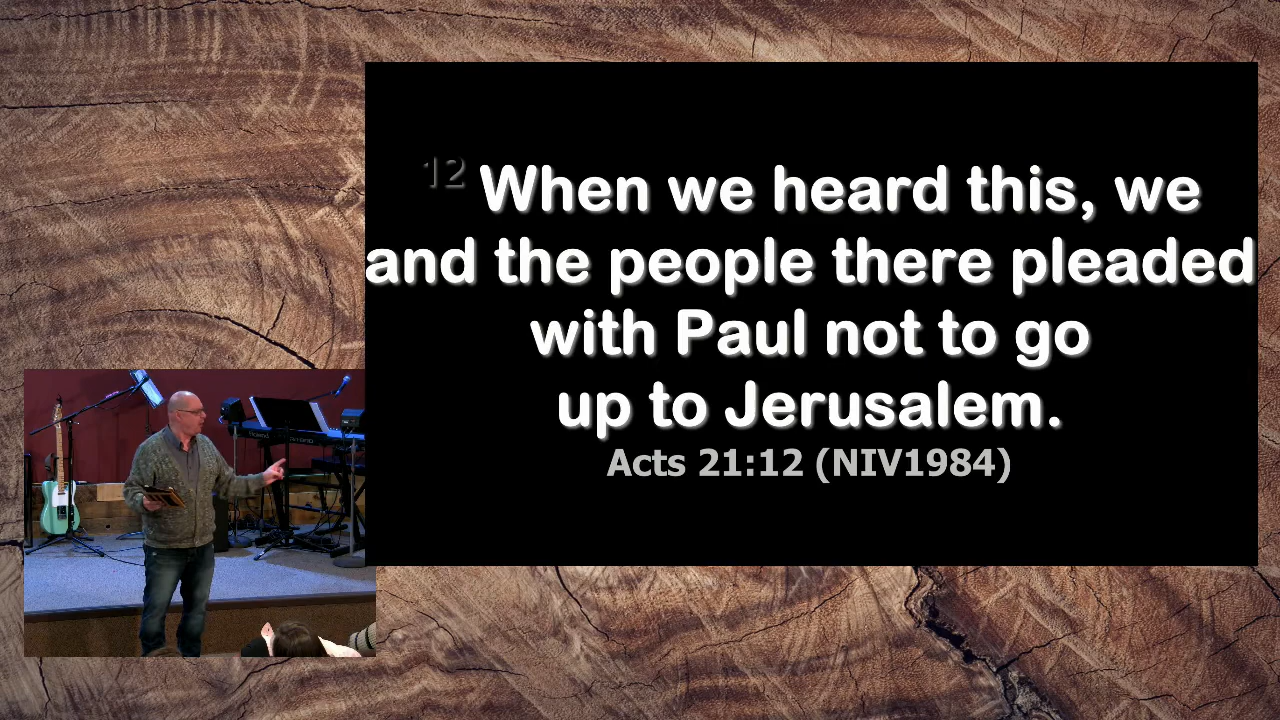 12 When we heard this, we
and the people there pleaded
with Paul not to go
up to Jerusalem.
Acts 21:12 (NIV1984)
Roland